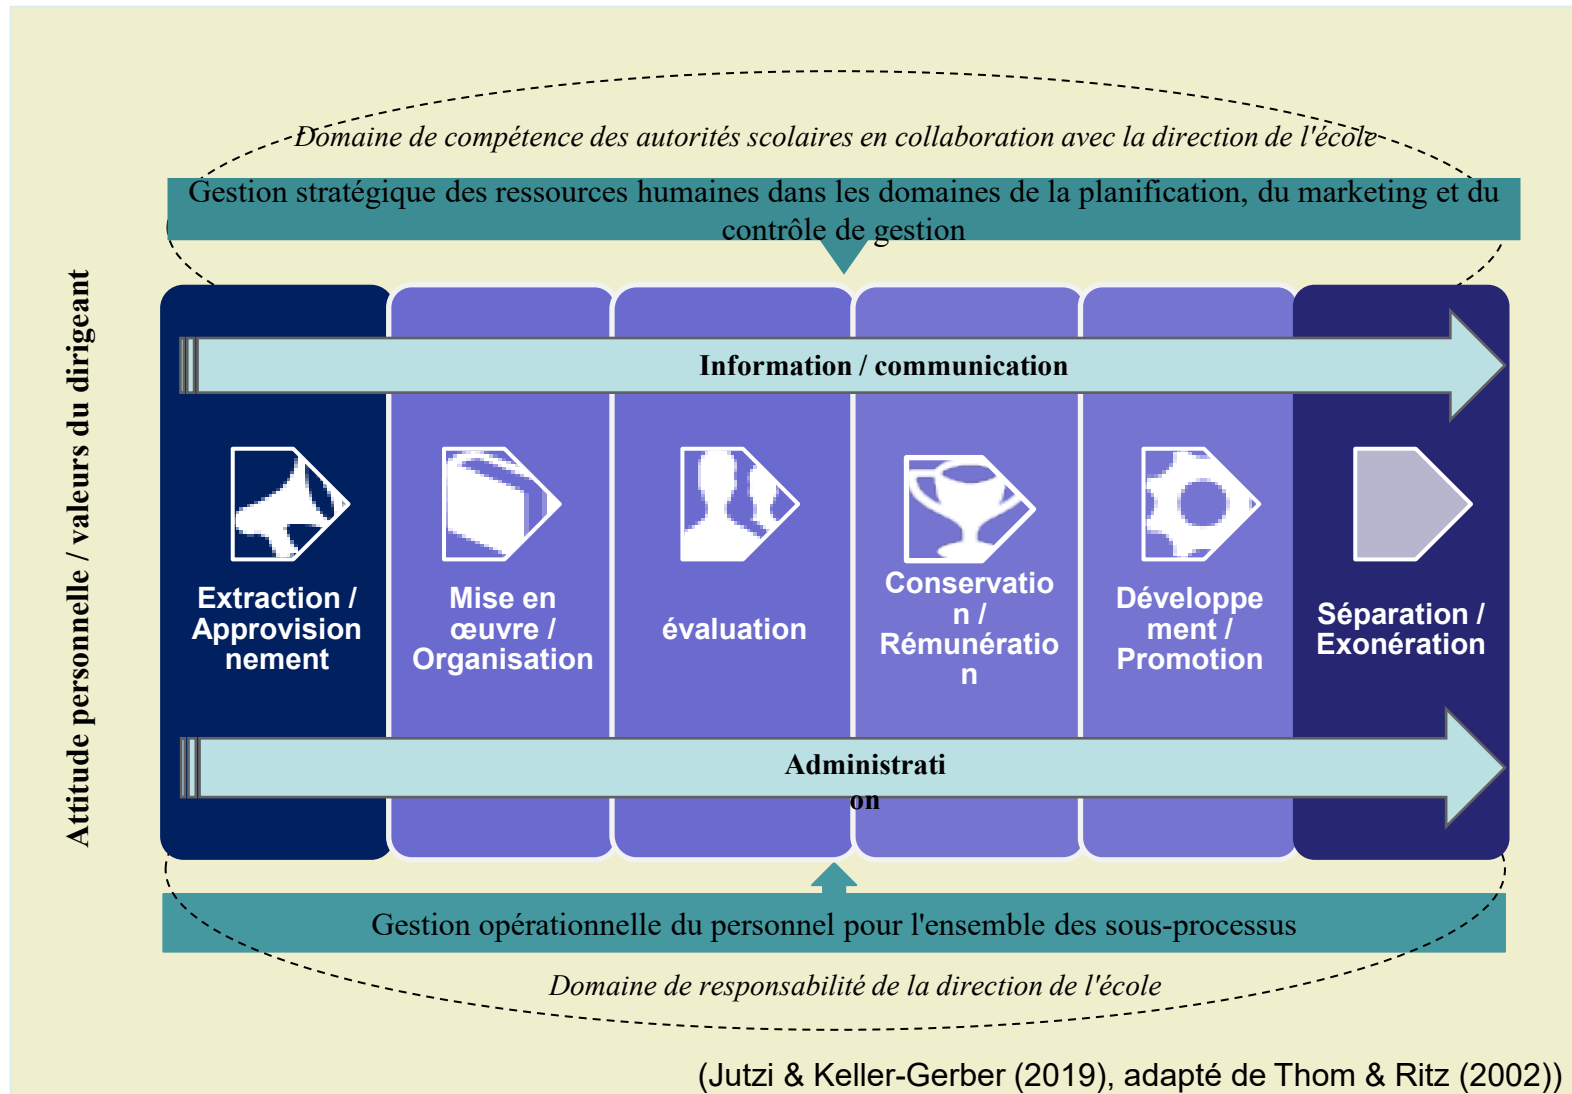 Domaine de compétence des autorités scolaires en collaboration avec la direction de l'école
Gestion stratégique des ressources humaines dans les domaines de la planification, du marketing et du
contrôle de gestion
Attitude personnelle / valeurs du dirigeant
Information / communication
Extraction /
Approvision
nement
Mise en
œuvre /
Organisation
évaluation
Conservatio
n /
Rémunératio
n
Développe
ment /
Promotion
Séparation /
Exonération
Administrati
on
Gestion opérationnelle du personnel pour l'ensemble des sous-processus
Domaine de responsabilité de la direction de l'école
(Jutzi & Keller-Gerber (2019), adapté de Thom & Ritz (2002))